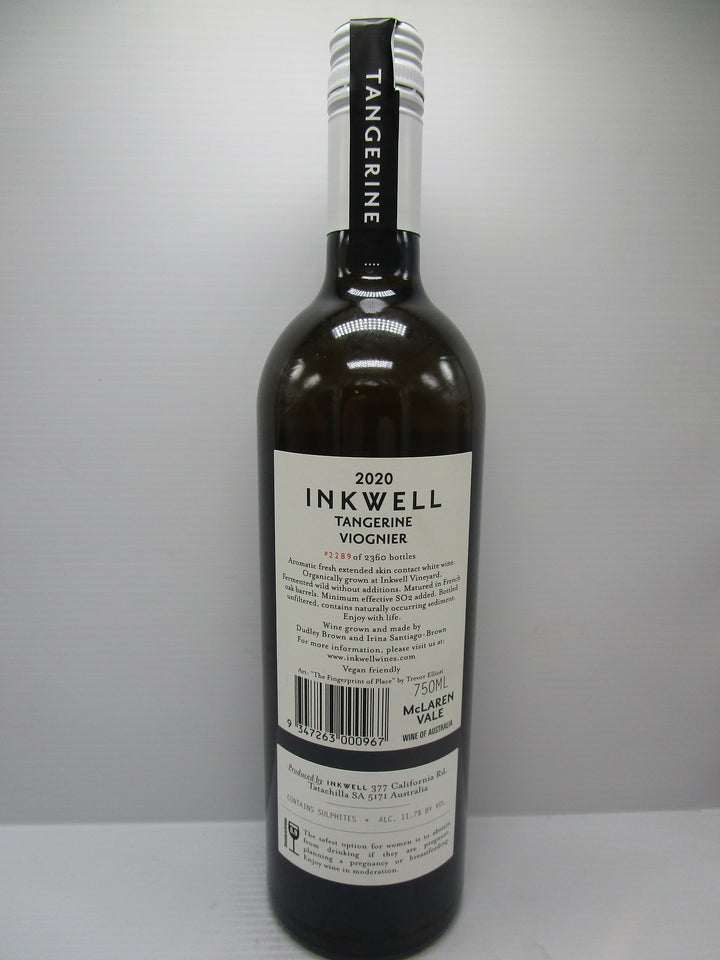 TANGERINE
2020
INKWELL
TANGERINE
VIOGNIER
#2289 of 2360 bottles
Aromatic fresh extended skin contact white wine.
Organically grown at Inkwell Vineyard.
Fermented wild without additions. Matured in French
oak barrels. Minimum effective SO2 added. Bottled
unfiltered, contains naturally occurring sediment.
Enjoy with life.
Wine grown and made by
Dudley Brown and Irina Santiago-Brown
For more information, please visit us at:
www.inkwellwines.com
Vegan friendly
Art: "The Fingerprint of Place" by Trevor Elliott
750ML
McLAREN
VALE
WINE OF AUSTRALIA
9 347263 000967
Produced by INKWELL 377 California Rd,
Tatachilla SA 5171 Australia
CONTAINS SULPHITES • ALC. 11.7% BY VOL.
The safest option for women is to abstain
from drinking if they are pregnant,
planning a pregnancy or breastfeeding.
Enjoy wine in moderation.